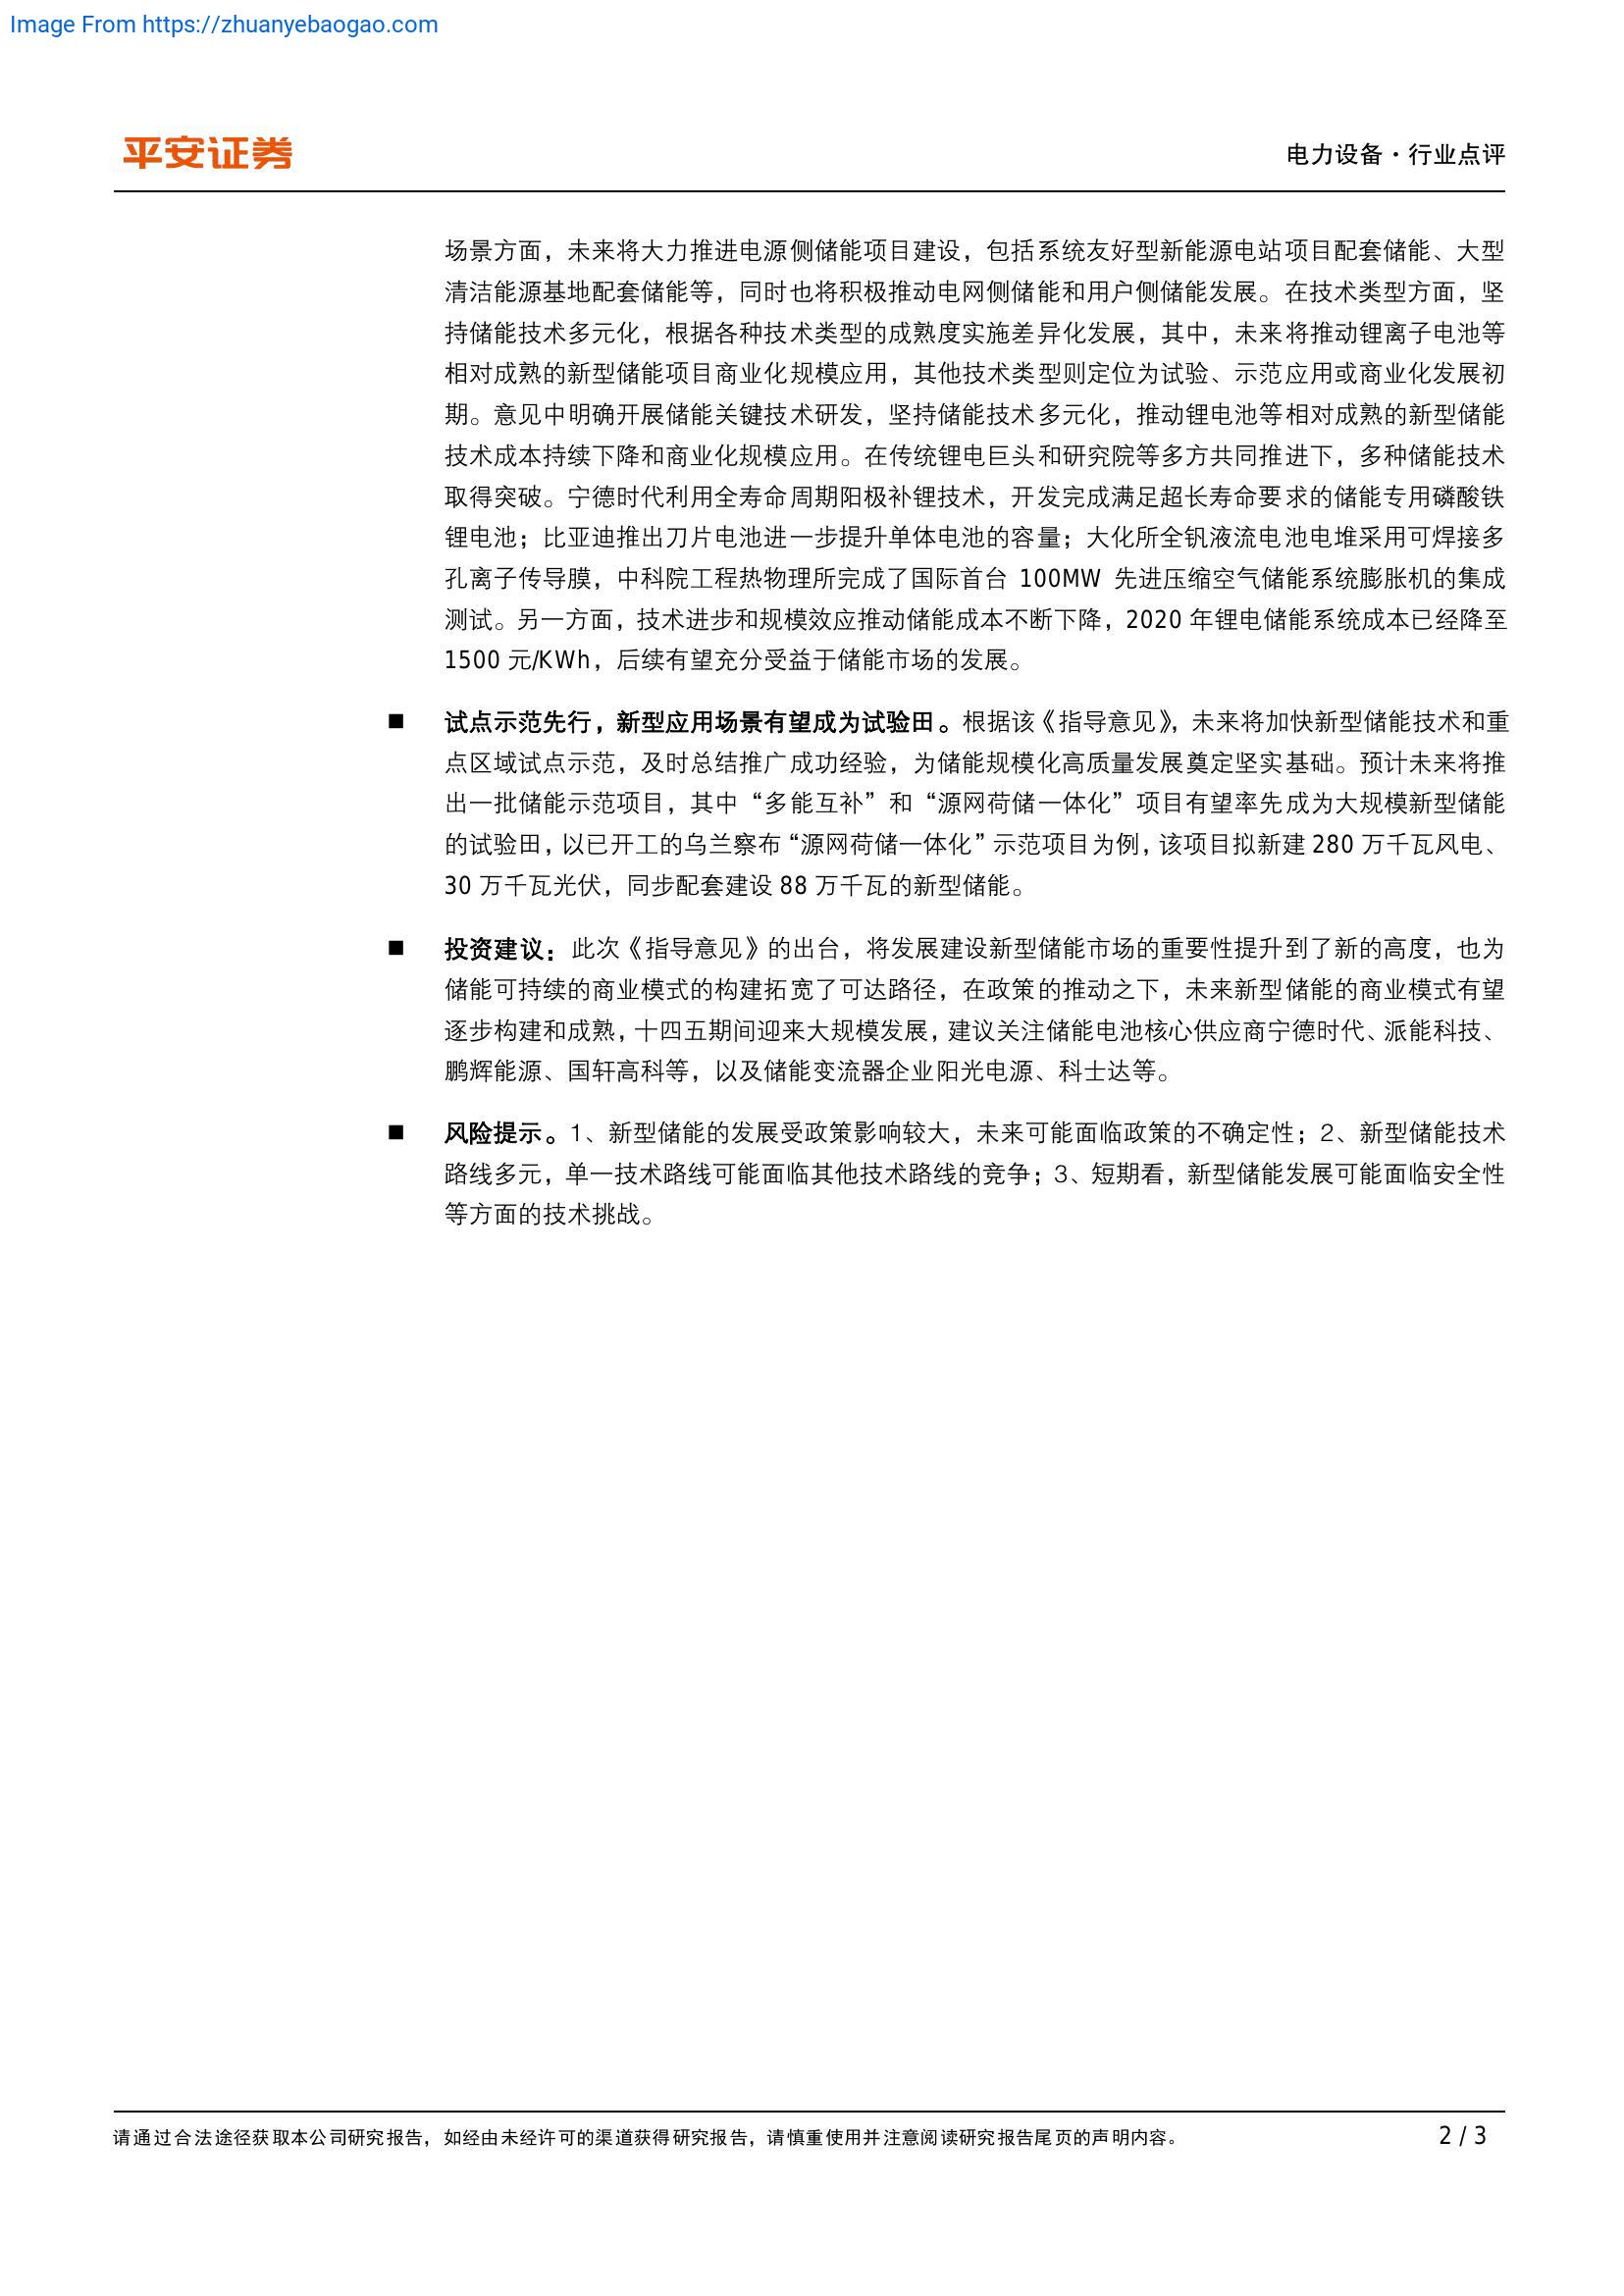 Image From https://zhuanyebaogao.com
平安证券
电力设备·行业点评
场景方面，未来将大力推进电源侧储能项目建设，包括系统友好型新能源电站项目配套储能、大型
清洁能源基地配套储能等，同时也将积极推动电网侧储能和用户侧储能发展。在技术类型方面，坚
持储能技术多元化，根据各种技术类型的成熟度实施差异化发展，其中，未来将推动锂离子电池等
相对成熟的新型储能项目商业化规模应用，其他技术类型则定位为试验、示范应用或商业化发展初
期。意见中明确开展储能关键技术研发，坚持储能技术多元化，推动锂电池等相对成熟的新型储能
技术成本持续下降和商业化规模应用。在传统锂电巨头和研究院等多方共同推进下，多种储能技术
取得突破。宁德时代利用全寿命周期阳极补锂技术，开发完成满足超长寿命要求的储能专用磷酸铁
锂电池；比亚迪推出刀片电池进一步提升单体电池的容量；大化所全钒液流电池电堆采用可焊接多
孔离子传导膜，中科院工程热物理所完成了国际首台 100MW 先进压缩空气储能系统膨胀机的集成
测试。另一方面，技术进步和规模效应推动储能成本不断下降，2020 年锂电储能系统成本已经降至
1500 元/KWh，后续有望充分受益于储能市场的发展。
■ 试点示范先行，新型应用场景有望成为试验田。根据该《指导意见》，未来将加快新型储能技术和重
点区域试点示范，及时总结推广成功经验，为储能规模化高质量发展奠定坚实基础。预计未来将推
出一批储能示范项目，其中“多能互补”和“源网荷储一体化”项目有望率先成为大规模新型储能
的试验田，以已开工的乌兰察布“源网荷储一体化”示范项目为例，该项目拟新建 280 万千瓦风电、
30 万千瓦光伏，同步配套建设 88 万千瓦的新型储能。
■ 投资建议：此次《指导意见》的出台，将发展建设新型储能市场的重要性提升到了新的高度，也为
储能可持续的商业模式的构建拓宽了可达路径，在政策的推动之下，未来新型储能的商业模式有望
逐步构建和成熟，十四五期间迎来大规模发展，建议关注储能电池核心供应商宁德时代、派能科技、
鹏辉能源、国轩高科等，以及储能变流器企业阳光电源、科士达等。
■ 风险提示。1、新型储能的发展受政策影响较大，未来可能面临政策的不确定性；2、新型储能技术
路线多元，单一技术路线可能面临其他技术路线的竞争；3、短期看，新型储能发展可能面临安全性
等方面的技术挑战。
请通过合法途径获取本公司研究报告，如经由未经许可的渠道获得研究报告，请慎重使用并注意阅读研究报告尾页的声明内容。
2 / 3